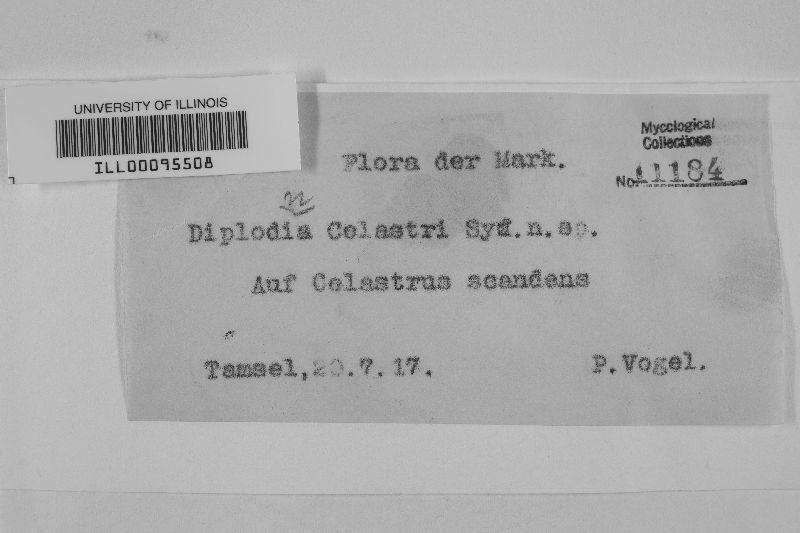 UNIVERSITY OF ILLINOIS
ILL00095508
Mycological
Collections
No. 11184
Flora der Mark.
Diplodia Celastri Syd. n. sp.
Auf Celastrus scandens
Tamsel, 20.7.17.
P. Vogel.